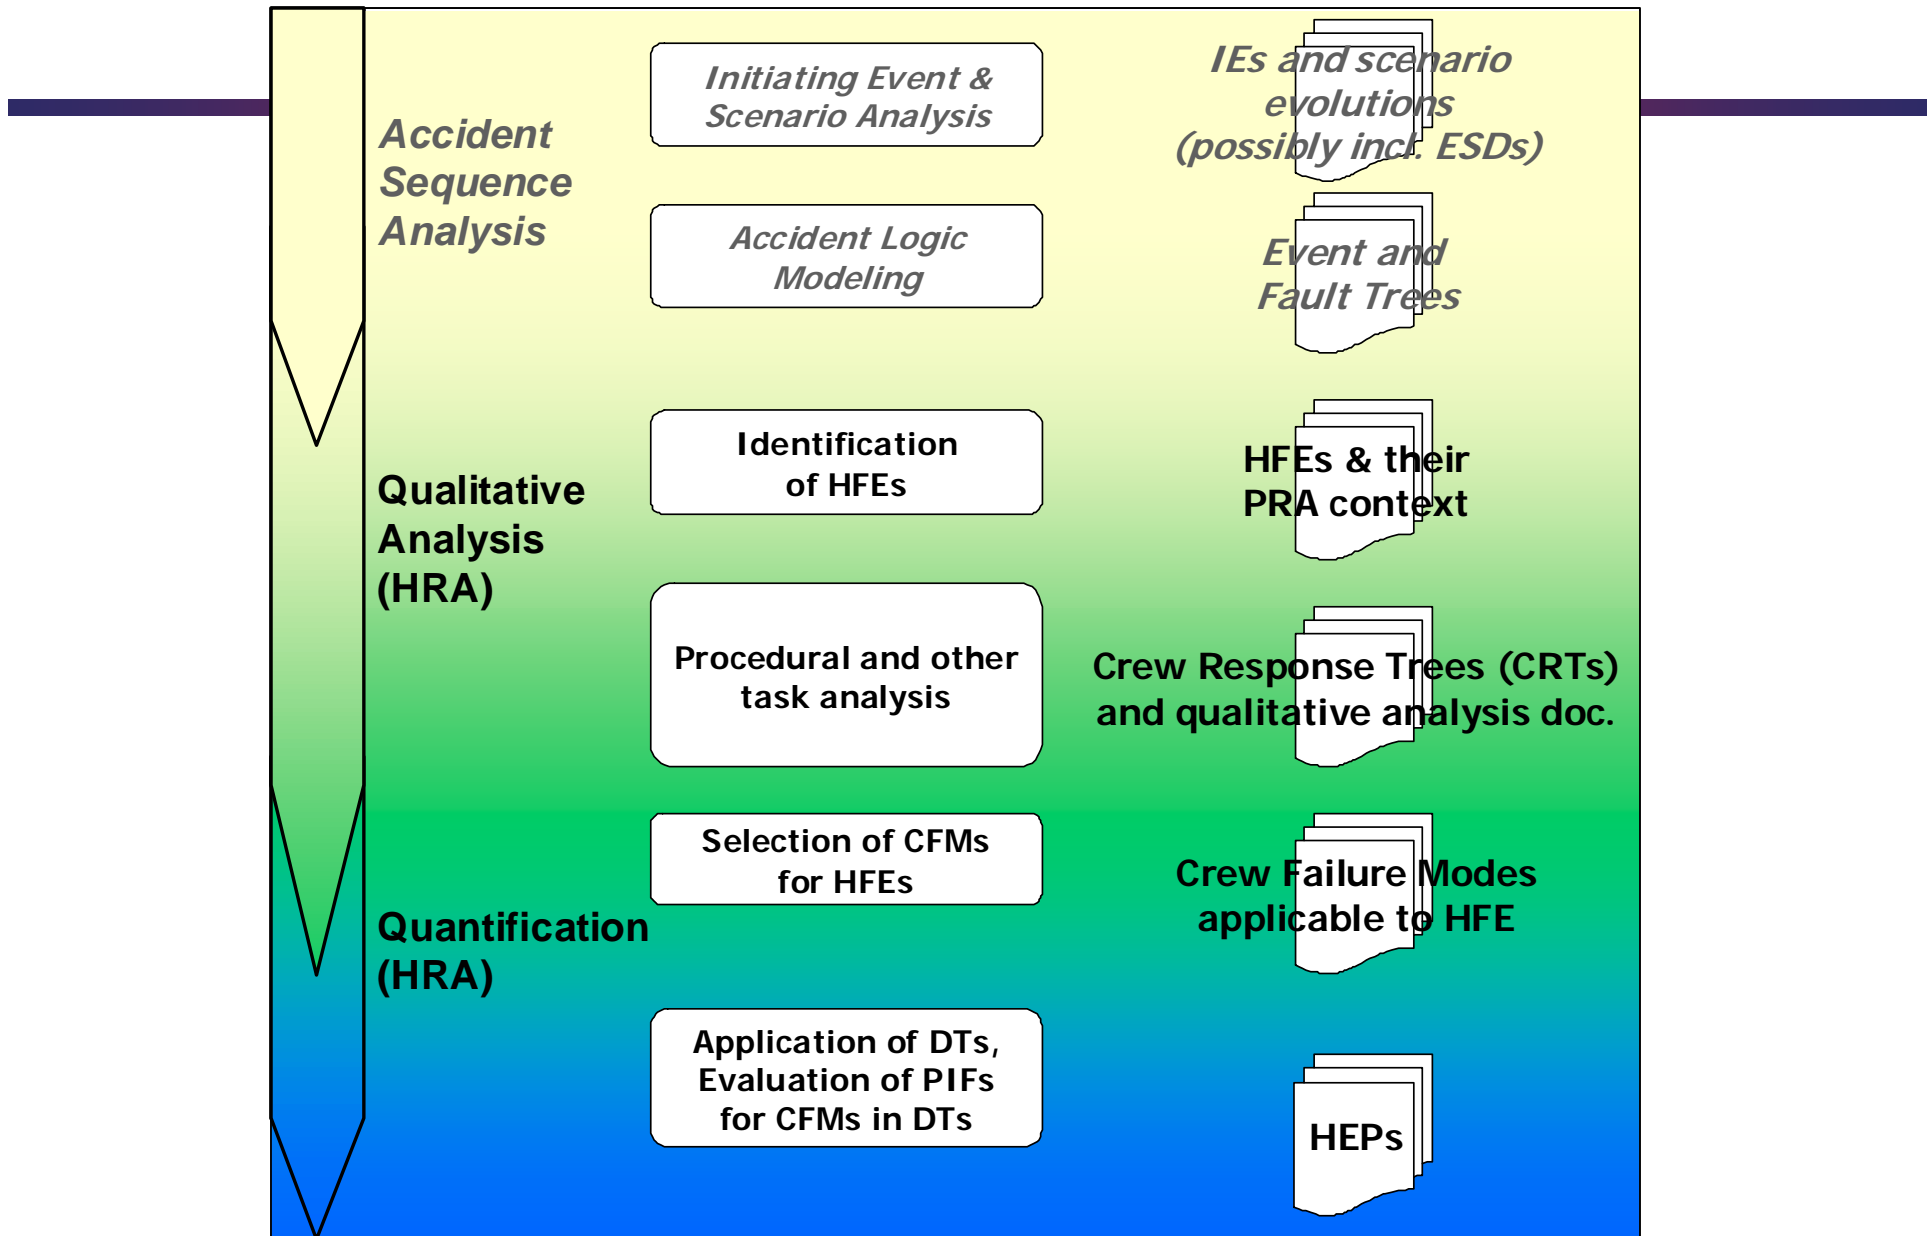 Accident
Sequence
Analysis
Initiating Event &
Scenario Analysis
IEs and scenario
evolutions
(possibly incl. ESDs)
Accident Logic
Modeling
Event and
Fault Trees
Qualitative
Analysis
(HRA)
Identification
of HFEs
HFEs & their
PRA context
Procedural and other
task analysis
Crew Response Trees (CRTs)
and qualitative analysis doc.
Quantification
(HRA)
Selection of CFMs
for HFEs
Crew Failure Modes
applicable to HFE
Application of DTs,
Evaluation of PIFs
for CFMs in DTs
HEPs